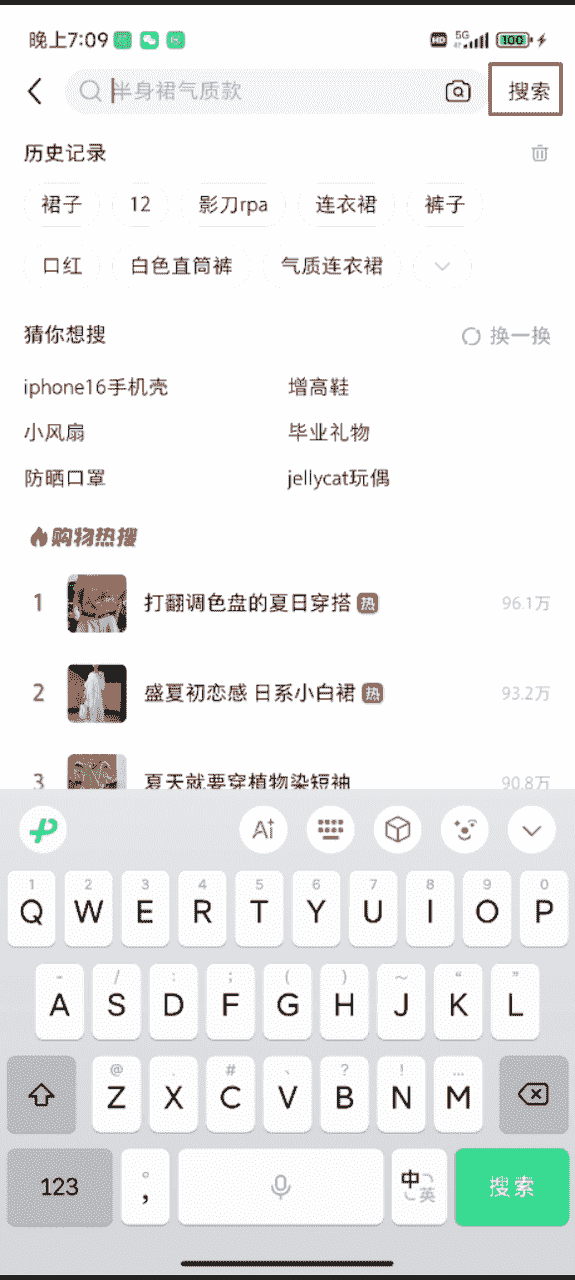 晚上7:09 HD 5G 100
半身裙气质款 搜索
历史记录
裙子 12 影刀rpa 连衣裙 裤子
口红 白色直筒裤 气质连衣裙
猜你想搜 换一换
iphone16手机壳 增高鞋
小风扇 毕业礼物
防晒口罩 jellycat玩偶
购物热搜
1 打翻调色盘的夏日穿搭 热 96.1万
2 盛夏初恋感 日系小白裙 热 93.2万
3 夏天就要穿植物染短袖 90.8万
Ai
1 2 3 4 5 6 7 8 9 0
Q W E R T Y U I O P
- / : ; ( ) ~ “ ”
A S D F G H J K L
@ . # 、 ? ! …
Z X C V B N M
123 。 , 中 英 搜索